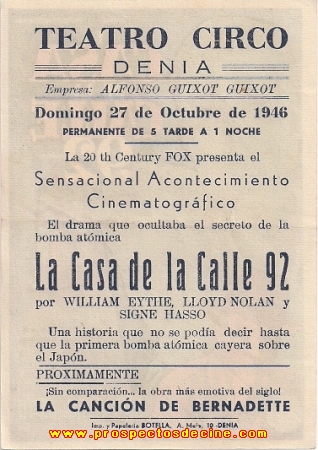 TEATRO CIRCO
DENIA
Empresa: ALFONSO GUIXOT GUIXOT
Domingo 27 de Octubre de 1946
PERMANENTE DE 5 TARDE A 1 NOCHE
La 20 th Century FOX presenta el
Sensacional Acontecimiento
Cinematográfico
El drama que ocultaba el secreto de la
bomba atómica
La Casa de la Calle 92
por WILLIAM EYTHE, LLOYD NOLAN y
SIGNE HASSO
Una historia que no se podía decir hasta
que la primera bomba atómica cayera sobre
el Japón.
PROXIMAMENTE
¡Sin comparación... la obra más emotiva del siglo!
LA CANCIÓN DE BERNADETTE
Imp. y Papelería BOTELLA, A. Mele, 10 -DENIA
www.prospectosdecine.com